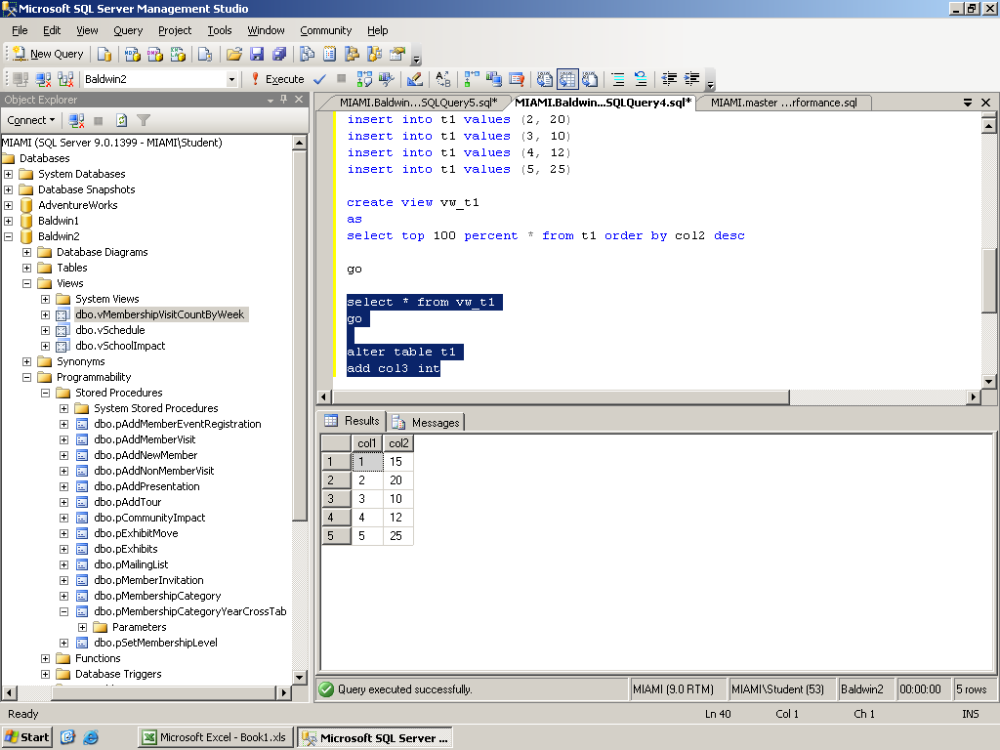 Microsoft SQL Server Management Studio
File Edit View Query Project Tools Window Community Help
New Query
Baldwin2 Execute
Object Explorer
Connect
MIAMI (SQL Server 9.0.1399 - MIAMI\Student)
Databases
System Databases
Database Snapshots
AdventureWorks
Baldwin1
Baldwin2
Database Diagrams
Tables
Views
System Views
dbo.vMembershipVisitCountByWeek
dbo.vSchedule
dbo.vSchoolImpact
Synonyms
Programmability
Stored Procedures
System Stored Procedures
dbo.pAddMemberEventRegistration
dbo.pAddMemberVisit
dbo.pAddNewMember
dbo.pAddNonMemberVisit
dbo.pAddPresentation
dbo.pAddTour
dbo.pCommunityImpact
dbo.pExhibitMove
dbo.pExhibits
dbo.pMailingList
dbo.pMemberInvitation
dbo.pMembershipCategory
dbo.pMembershipCategoryYearCrossTab
Parameters
dbo.pSetMembershipLevel
Functions
Database Triggers
MIAMI.Baldwin...SQLQuery5.sql* MIAMI.Baldwin...SQLQuery4.sql* MIAMI.master ...rformance.sql
insert into t1 values (2, 20)
insert into t1 values (3, 10)
insert into t1 values (4, 12)
insert into t1 values (5, 25)
create view vw_t1
as
select top 100 percent * from t1 order by col2 desc
go
select * from vw_t1
go
alter table t1
add col3 int
Results Messages
col1 col2
1 1 15
2 2 20
3 3 10
4 4 12
5 5 25
Query executed successfully. MIAMI (9.0 RTM) MIAMI\Student (53) Baldwin2 00:00:00 5 rows
Ready Ln 40 Col 1 Ch 1 INS
Start Microsoft Excel - Book1.xls Microsoft SQL Server ...